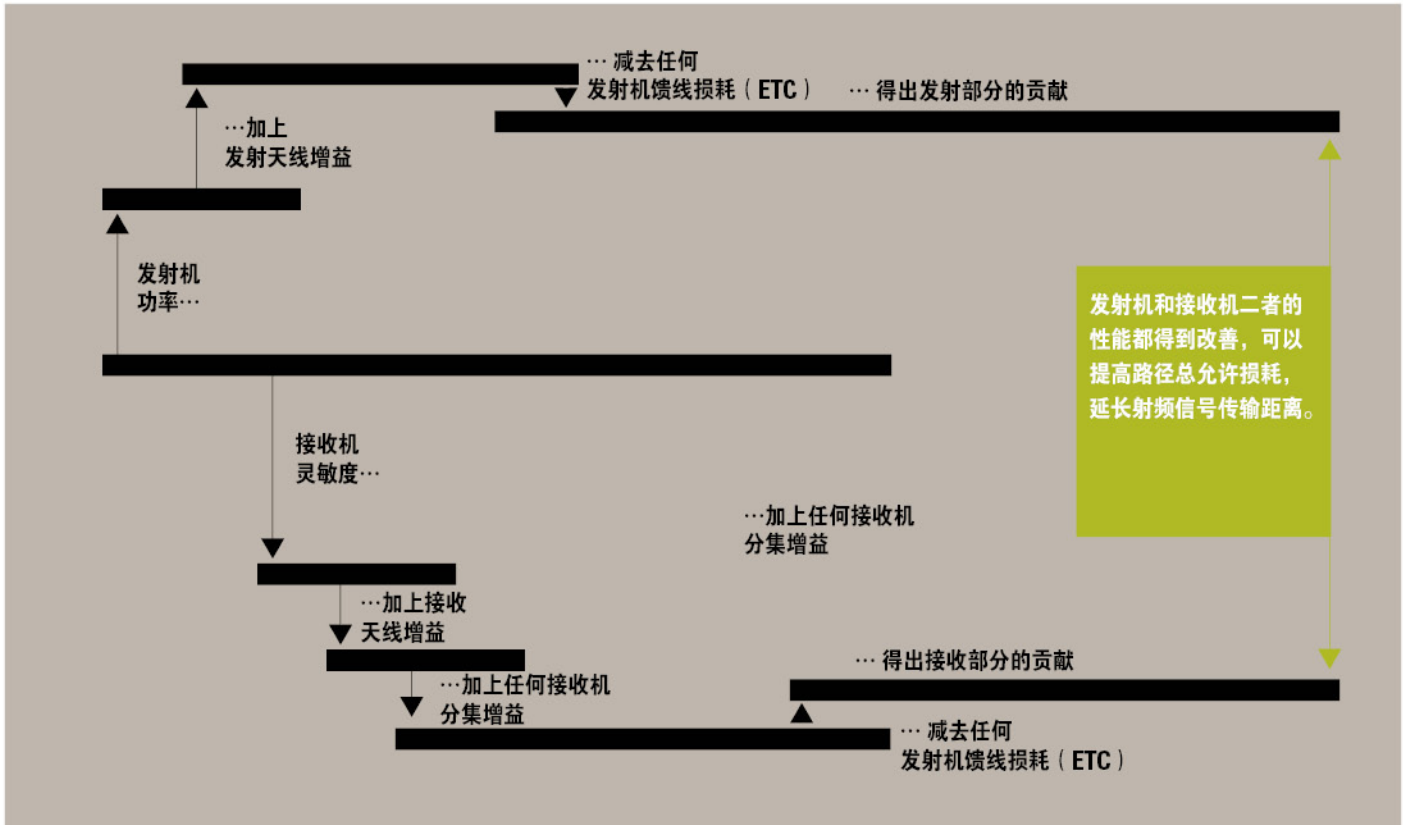 … 减去任何
发射机馈线损耗（ETC）
… 得出发射部分的贡献
…加上
发射天线增益
发射机
功率…
发射机和接收机二者的
性能都得到改善，可以
提高路径总允许损耗，
延长射频信号传输距离。
接收机
灵敏度…
…加上任何接收机
分集增益
…加上接收
天线增益
… 得出接收部分的贡献
…加上任何接收机
分集增益
… 减去任何
发射机馈线损耗（ETC）